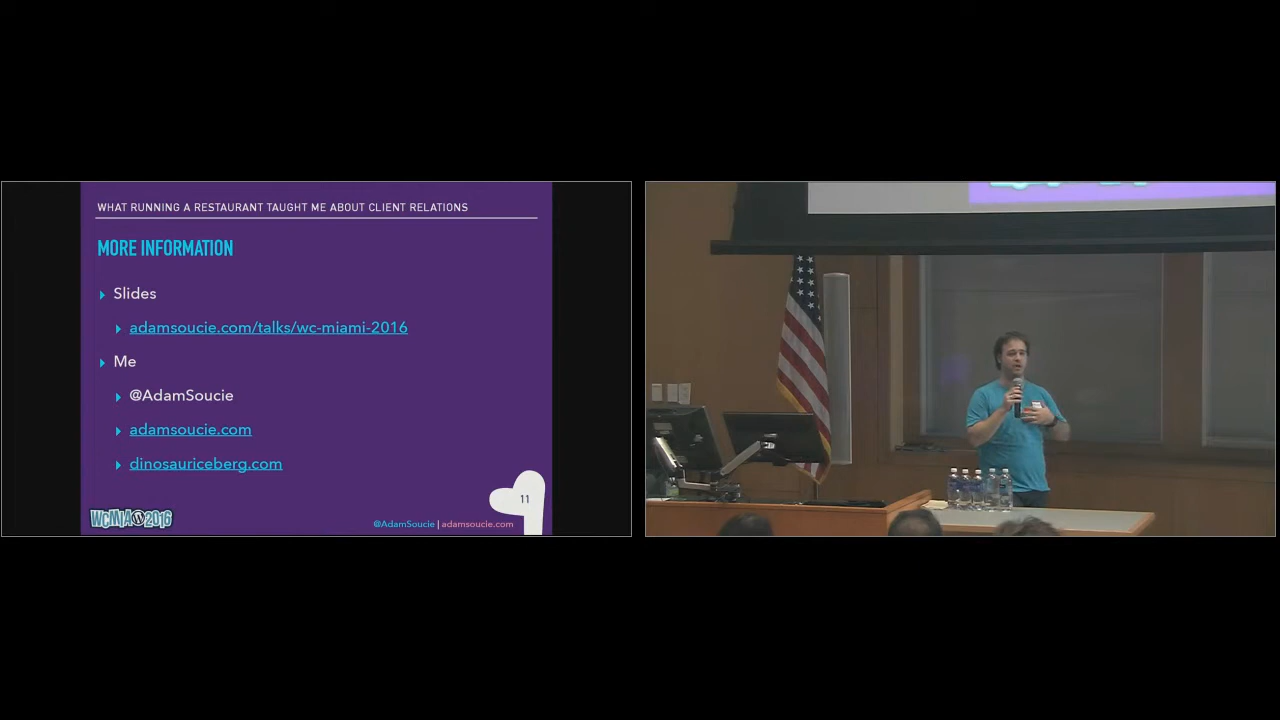 WHAT RUNNING A RESTAURANT TAUGHT ME ABOUT CLIENT RELATIONS
MORE INFORMATION
Slides
adamsoucie.com/talks/wc-miami-2016
Me
@AdamSoucie
adamsoucie.com
dinosauriceberg.com
11
WCMIA 2016
@AdamSoucie | adamsoucie.com